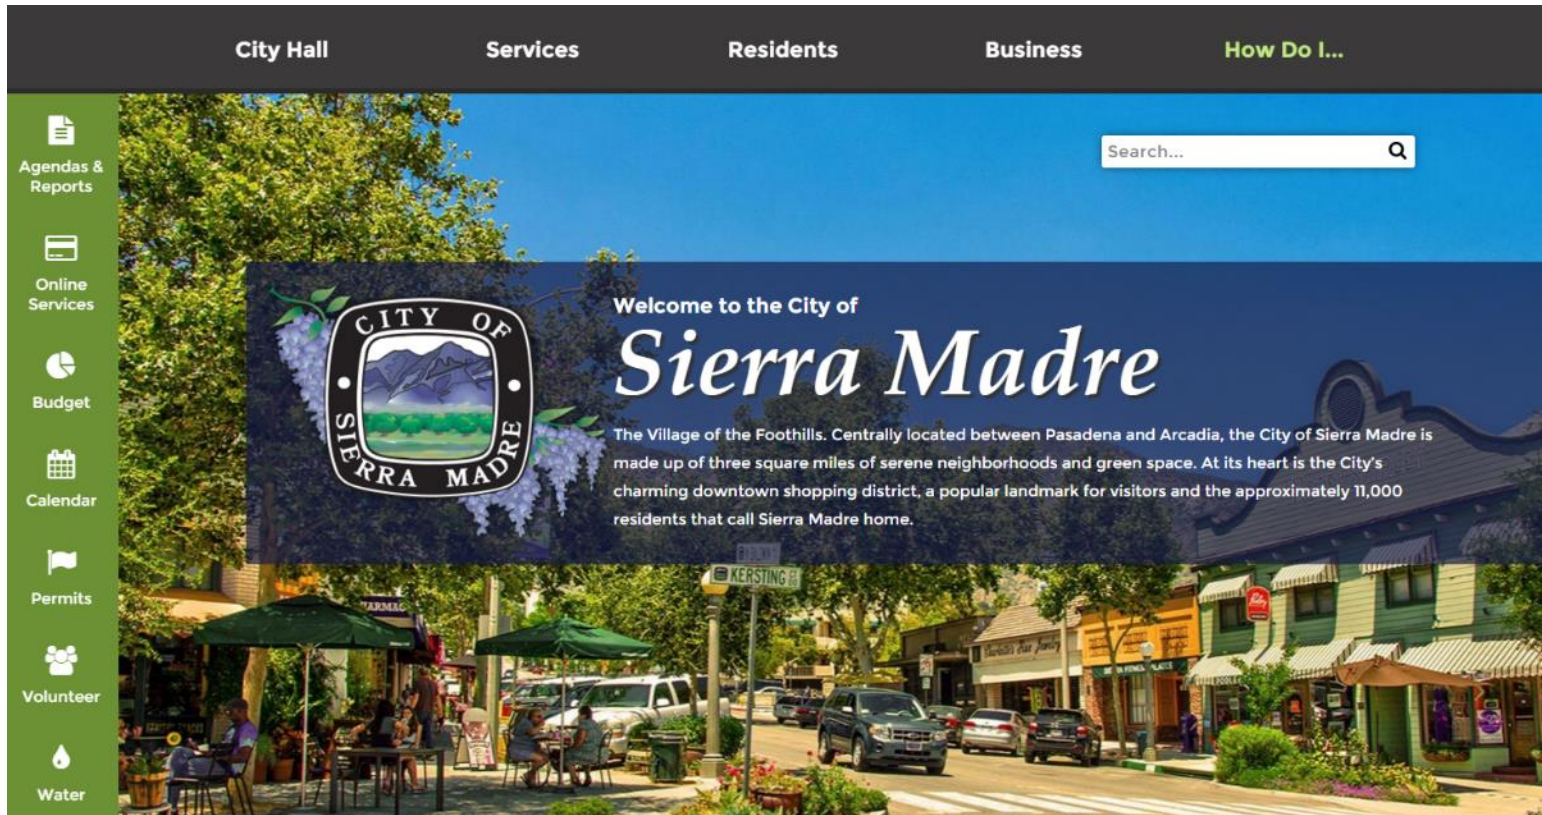 City Hall
Services
Residents
Business
How Do I...
Agendas &
Reports
Online
Services
Budget
Calendar
Permits
Volunteer
Water
Search...
CITY OF
SIERRA MADRE
Welcome to the City of
Sierra Madre
The Village of the Foothills. Centrally located between Pasadena and Arcadia, the City of Sierra Madre is
made up of three square miles of serene neighborhoods and green space. At its heart is the City's
charming downtown shopping district, a popular landmark for visitors and the approximately 11,000
residents that call Sierra Madre home.
KERSTING